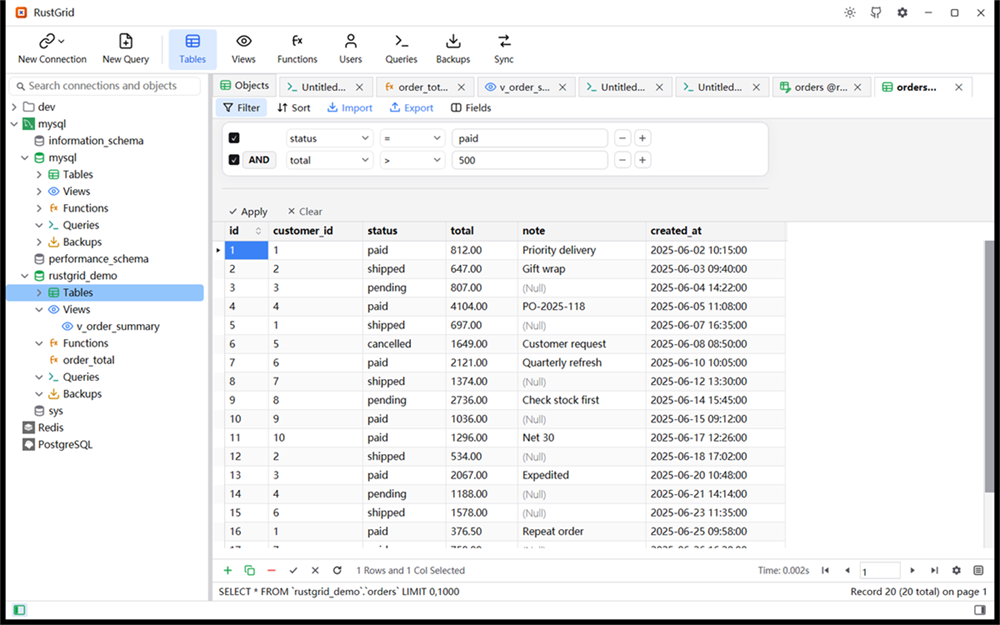 RustGrid
New Connection New Query Tables Views Functions Users Queries Backups Sync
Search connections and objects
dev
mysql
information_schema
mysql
Tables
Views
Functions
Queries
Backups
performance_schema
rustgrid_demo
Tables
Views
v_order_summary
Functions
order_total
Queries
Backups
sys
Redis
PostgreSQL
Objects Untitled... order_tot... v_order_s... Untitled... Untitled... orders @r... orders...
Filter Sort Import Export Fields
status = paid
AND total > 500
Apply Clear
id customer_id status total note created_at
1 1 paid 812.00 Priority delivery 2025-06-02 10:15:00
2 2 shipped 647.00 Gift wrap 2025-06-03 09:40:00
3 3 pending 807.00 (Null) 2025-06-04 14:22:00
4 4 paid 4104.00 PO-2025-118 2025-06-05 11:08:00
5 1 shipped 697.00 (Null) 2025-06-07 16:35:00
6 5 cancelled 1649.00 Customer request 2025-06-08 08:50:00
7 6 paid 2121.00 Quarterly refresh 2025-06-10 10:05:00
8 7 shipped 1374.00 (Null) 2025-06-12 13:30:00
9 8 pending 2736.00 Check stock first 2025-06-14 15:45:00
10 9 paid 1036.00 (Null) 2025-06-15 09:12:00
11 10 paid 1296.00 Net 30 2025-06-17 12:26:00
12 2 shipped 534.00 (Null) 2025-06-18 17:02:00
13 3 paid 2067.00 Expedited 2025-06-20 10:48:00
14 4 pending 1188.00 (Null) 2025-06-21 14:14:00
15 6 shipped 1578.00 (Null) 2025-06-23 11:35:00
16 1 paid 376.50 Repeat order 2025-06-25 09:58:00
1 Rows and 1 Col Selected Time: 0.002s 1
SELECT * FROM `rustgrid_demo`.`orders` LIMIT 0,1000 Record 20 (20 total) on page 1